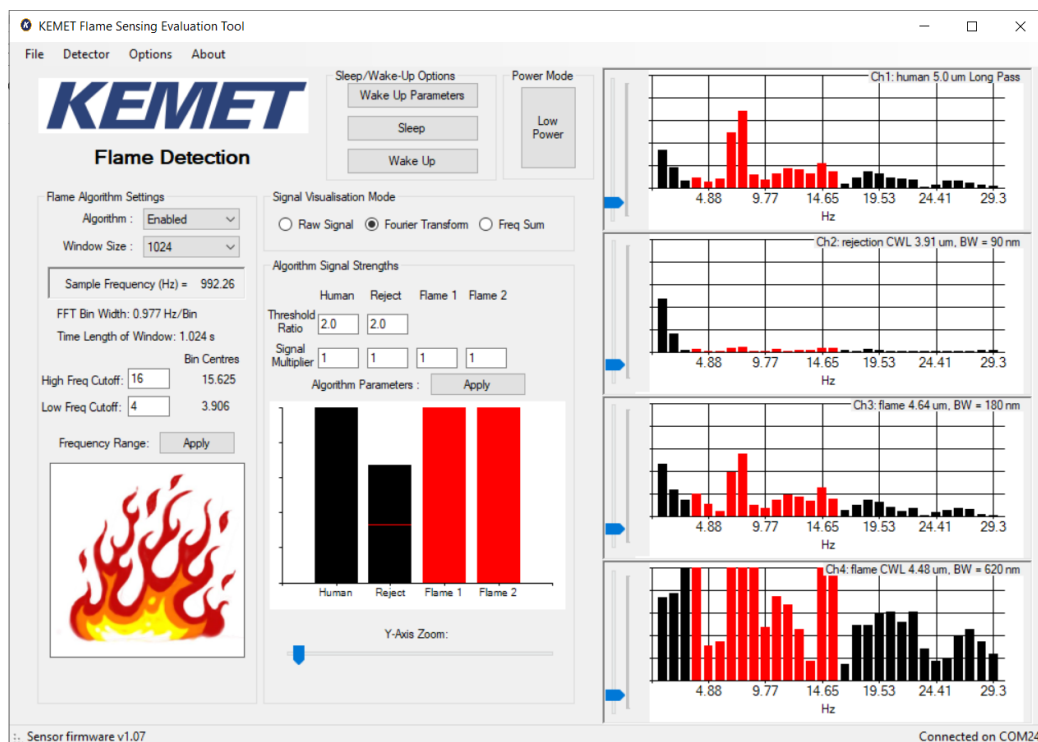 KEMET Flame Sensing Evaluation Tool
File Detector Options About
KEMET
Flame Detection
Sleep/Wake-Up Options
Wake Up Parameters
Sleep
Wake Up
Power Mode
Low
Power
Flame Algorithm Settings
Algorithm : Enabled
Window Size : 1024
Sample Frequency (Hz) = 992.26
FFT Bin Width: 0.977 Hz/Bin
Time Length of Window: 1.024 s
Bin Centres
High Freq Cutoff: 16 15.625
Low Freq Cutoff: 4 3.906
Frequency Range: Apply
Signal Visualisation Mode
Raw Signal Fourier Transform Freq Sum
Algorithm Signal Strengths
Human Reject Flame 1 Flame 2
Threshold
Ratio 2.0 2.0
Signal
Multiplier 1 1 1 1
Algorithm Parameters : Apply
Human Reject Flame 1 Flame 2
Y-Axis Zoom:
Ch1: human 5.0 um Long Pass
4.88 9.77 14.65 19.53 24.41 29.3
Hz
Ch2: rejection CWL 3.91 um, BW = 90 nm
4.88 9.77 14.65 19.53 24.41 29.3
Hz
Ch3: flame 4.64 um, BW = 180 nm
4.88 9.77 14.65 19.53 24.41 29.3
Hz
Ch4: flame CWL 4.48 um, BW = 620 nm
4.88 9.77 14.65 19.53 24.41 29.3
Hz
Sensor firmware v1.07
Connected on COM24